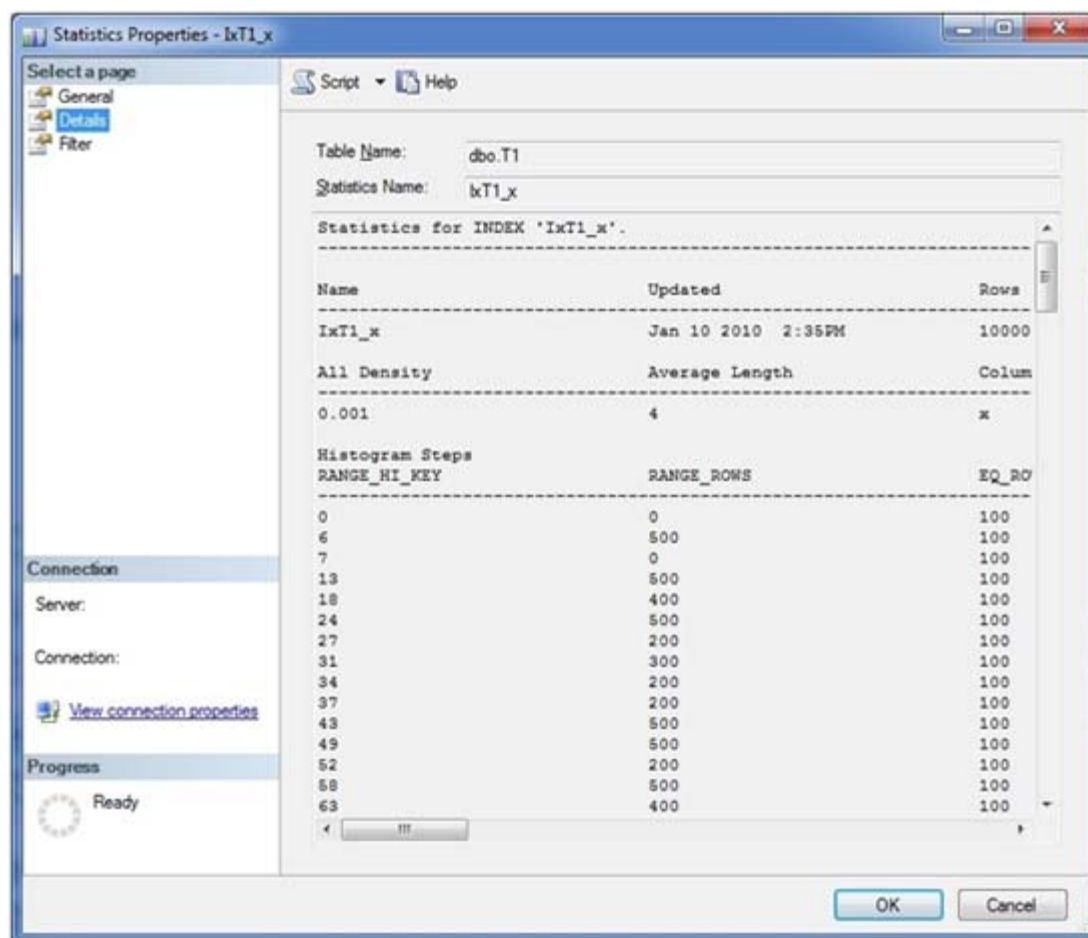 Statistics Properties - IxT1_x
Select a page
General
Details
Filter
Script Help
Table Name: dbo.T1
Statistics Name: IxT1_x
Statistics for INDEX 'IxT1_x'.
Name Updated Rows
IxT1_x Jan 10 2010 2:35PM 10000
All Density Average Length Colum
0.001 4 x
Histogram Steps
RANGE_HI_KEY RANGE_ROWS EQ_RO
0 0 100
6 500 100
7 0 100
13 500 100
18 400 100
24 500 100
27 200 100
31 300 100
34 200 100
37 200 100
43 500 100
49 500 100
52 200 100
58 500 100
63 400 100
Connection
Server:
Connection:
View connection properties
Progress
Ready
OK Cancel